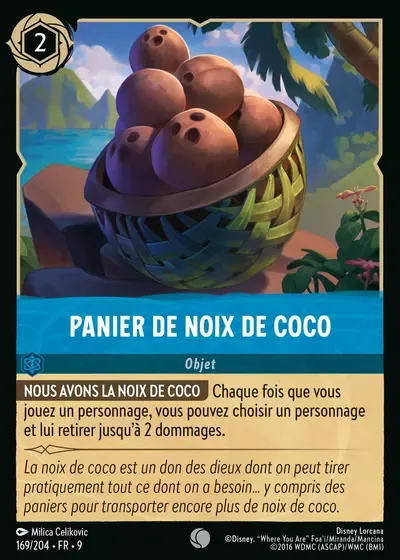 2
PANIER DE NOIX DE COCO
Objet
NOUS AVONS LA NOIX DE COCO Chaque fois que vous
jouez un personnage, vous pouvez choisir un personnage
et lui retirer jusqu'à 2 dommages.
La noix de coco est un don des dieux dont on peut tirer
pratiquement tout ce dont on a besoin... y compris des
paniers pour transporter encore plus de noix de coco.
Milica Celikovic
169/204 • FR • 9
Disney Lorcana
©Disney. "Where You Are" Foa'i/Miranda/Mancina
©2016 WDMC (ASCAP)/WMC (BMI)